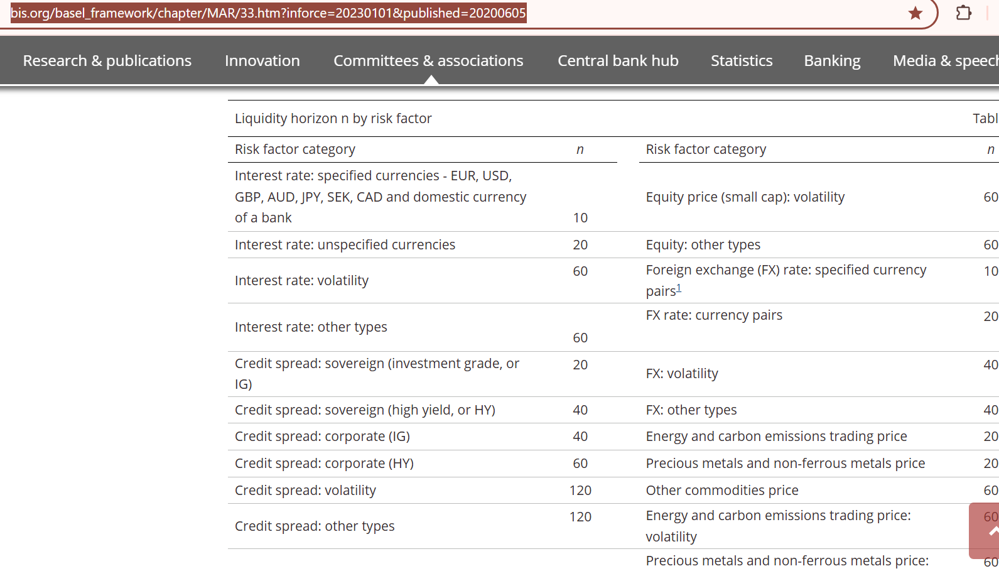 bis.org/basel_framework/chapter/MAR/33.htm?inforce=20230101&published=20200605
Research & publications Innovation Committees & associations Central bank hub Statistics Banking Media & speech
Liquidity horizon n by risk factor Tabl
Risk factor category n Risk factor category n
Interest rate: specified currencies - EUR, USD,
GBP, AUD, JPY, SEK, CAD and domestic currency
of a bank 10 Equity price (small cap): volatility 60
Interest rate: unspecified currencies 20 Equity: other types 60
Interest rate: volatility 60 Foreign exchange (FX) rate: specified currency
pairs1 10
Interest rate: other types 60 FX rate: currency pairs 20
Credit spread: sovereign (investment grade, or
IG) 20 FX: volatility 40
Credit spread: sovereign (high yield, or HY) 40 FX: other types 40
Credit spread: corporate (IG) 40 Energy and carbon emissions trading price 20
Credit spread: corporate (HY) 60 Precious metals and non-ferrous metals price 20
Credit spread: volatility 120 Other commodities price 60
Credit spread: other types 120 Energy and carbon emissions trading price:
volatility 60
Precious metals and non-ferrous metals price: 60